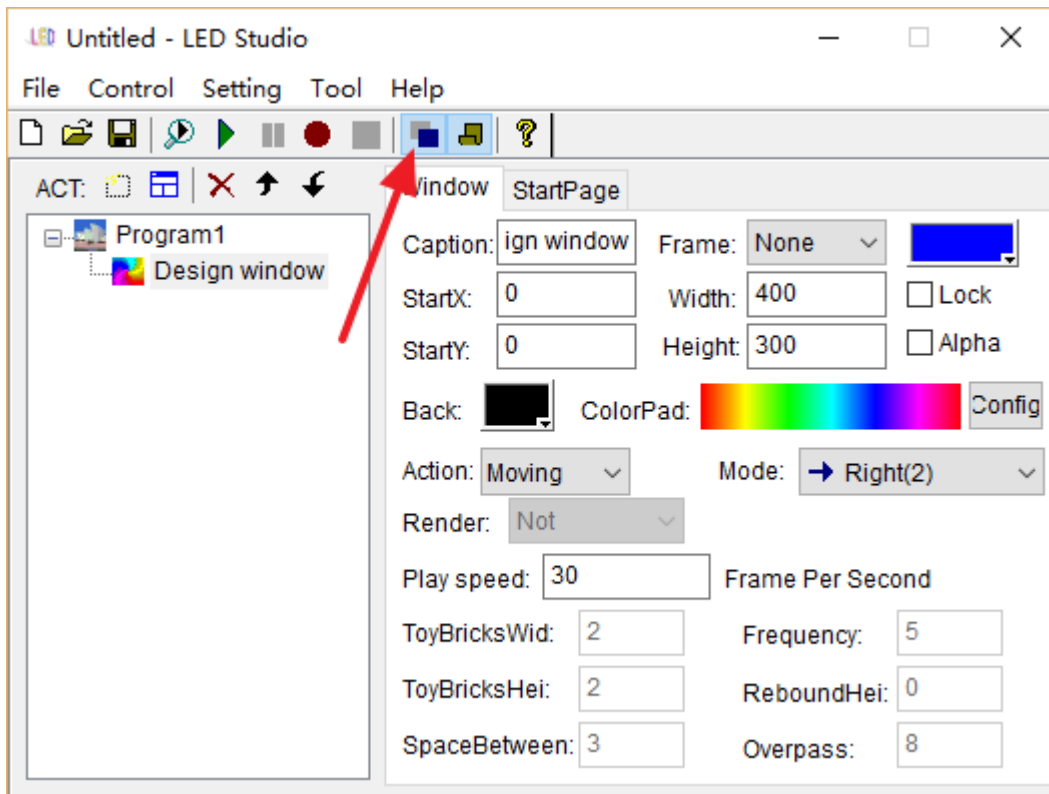 LED Untitled - LED Studio
File Control Setting Tool Help
ACT:
Program1
Design window
Window StartPage
Caption: ign window Frame: None
StartX: 0 Width: 400 Lock
StartY: 0 Height: 300 Alpha
Back: ColorPad: Config
Action: Moving Mode: Right(2)
Render: Not
Play speed: 30 Frame Per Second
ToyBricksWid: 2 Frequency: 5
ToyBricksHei: 2 ReboundHei: 0
SpaceBetween: 3 Overpass: 8